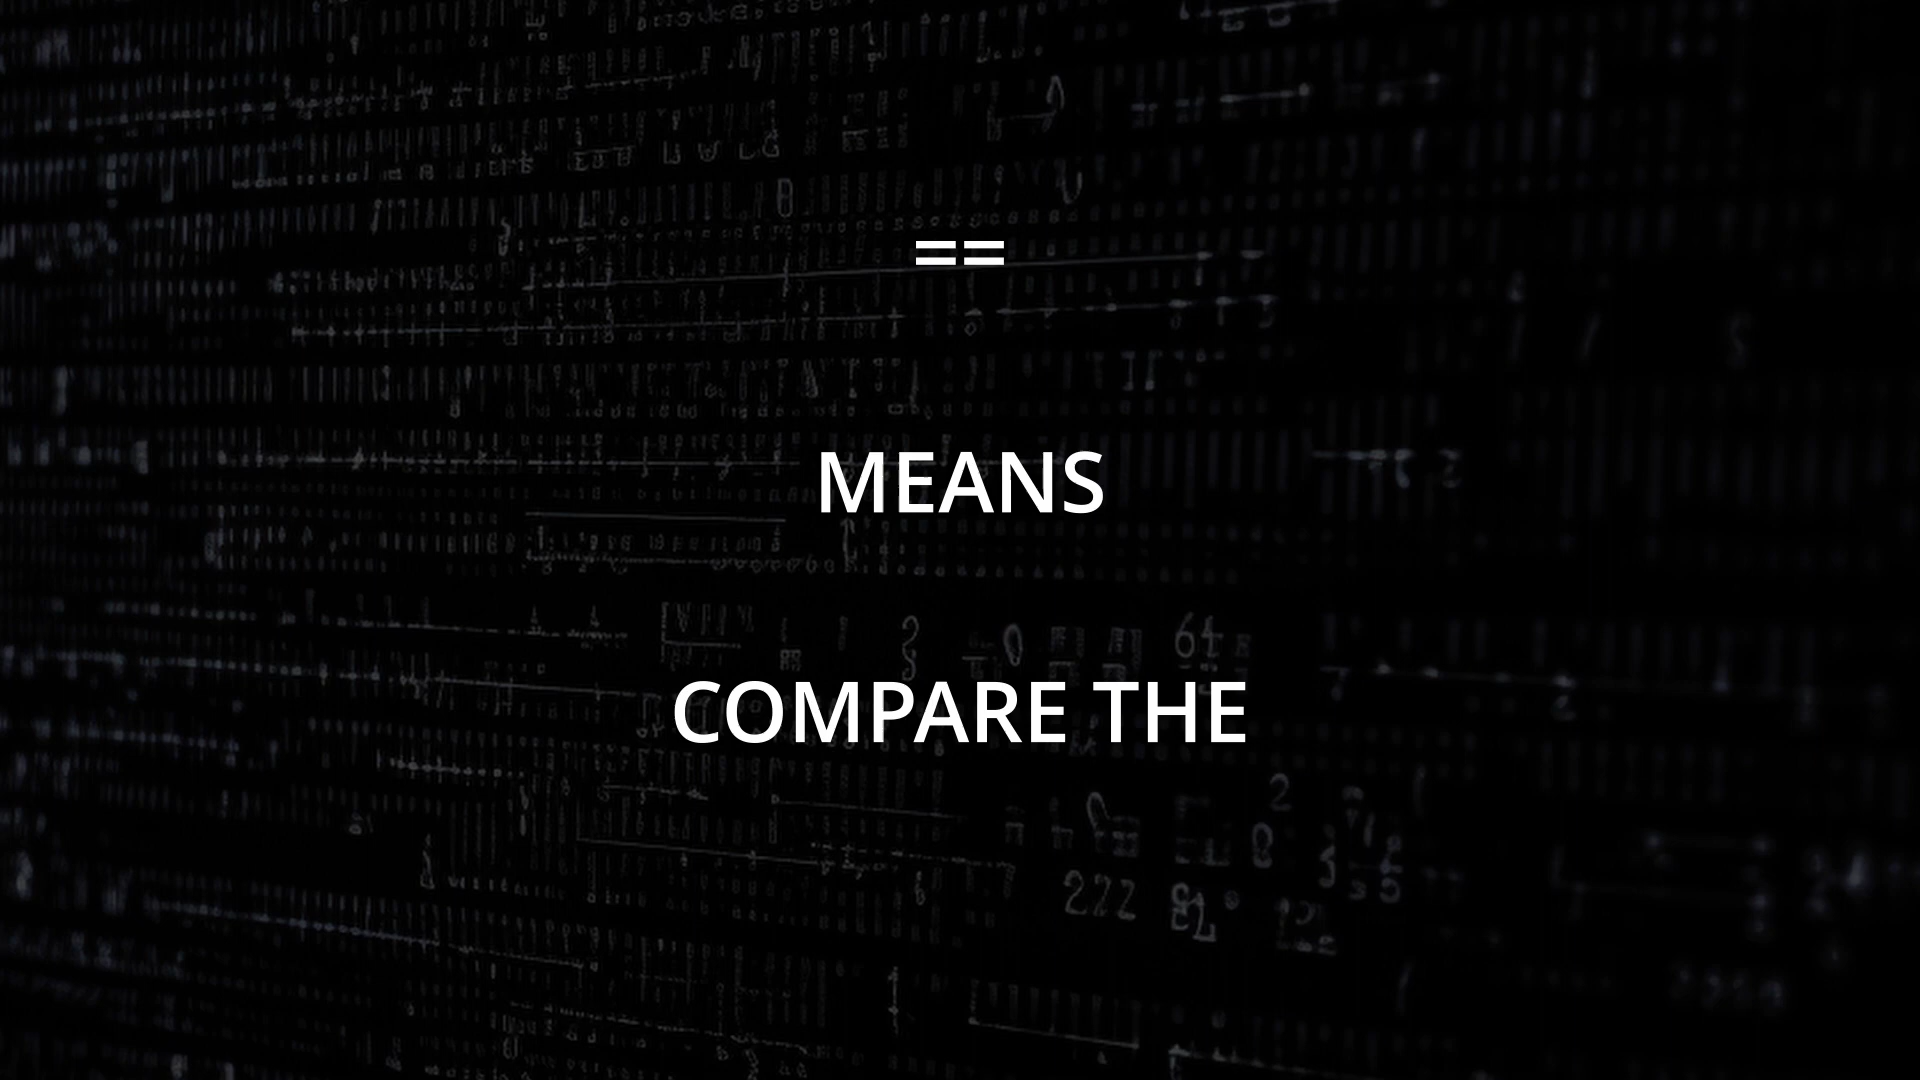 ==
MEANS
COMPARE THE